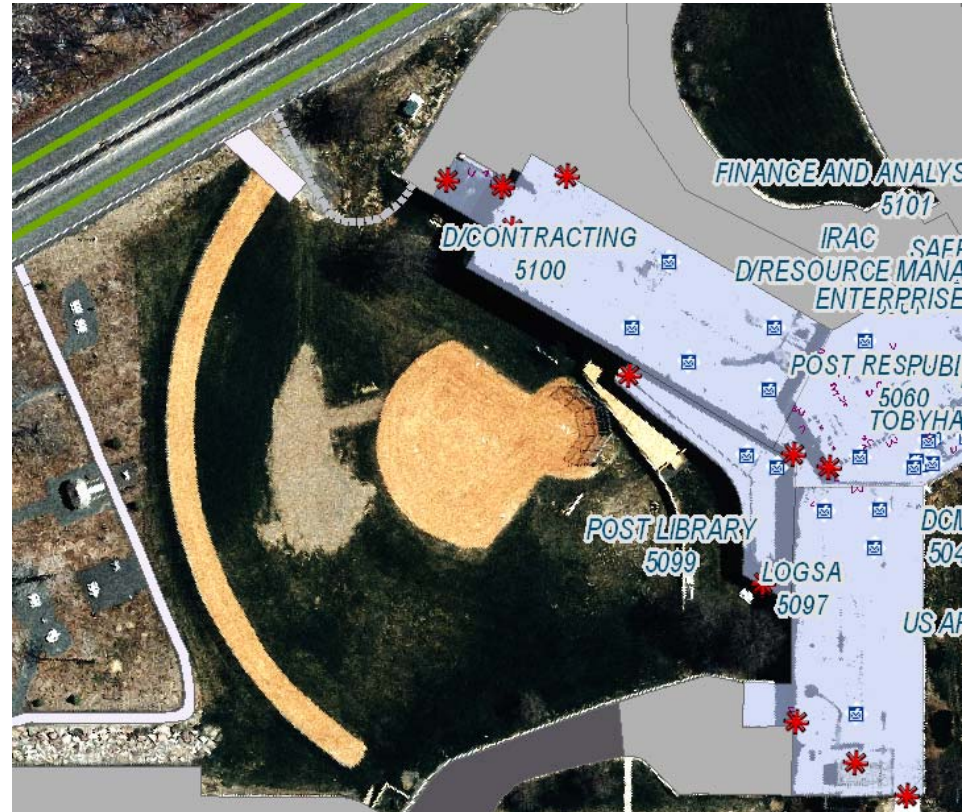 FINANCE AND ANALYS
5101
D/CONTRACTING
5100
IRAC
D/RESOURCE MANA
ENTERPRISE
POST RESPUBI
5060
TOBYHA
POST LIBRARY
5099
LOGSA
5097
DCM
504
US AR